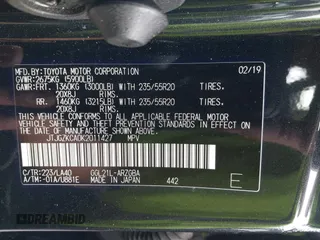 MFD.BY:TOYOTA MOTOR CORPORATION 02/19
GVWR:2675KG (5900LB)
GAWR:FRT. 1360KG (3000LB) WITH 235/55R20 TIRES,
20X8J RIMS.
RR. 1460KG (3215LB) WITH 235/55R20 TIRES,
20X8J RIMS.
THIS VEHICLE CONFORMS TO ALL APPLICABLE FEDERAL MOTOR
VEHICLE SAFETY, BUMPER, AND THEFT PREVENTION STANDARDS
IN EFFECT ON THE DATE OF MANUFACTURE SHOWN ABOVE.
JTJGZKCA0K2011427 MPV
C/TR:223/LA40 GGL21L-ARZGBA
A/TM:-01A/U881E 442 E
DREAMBID